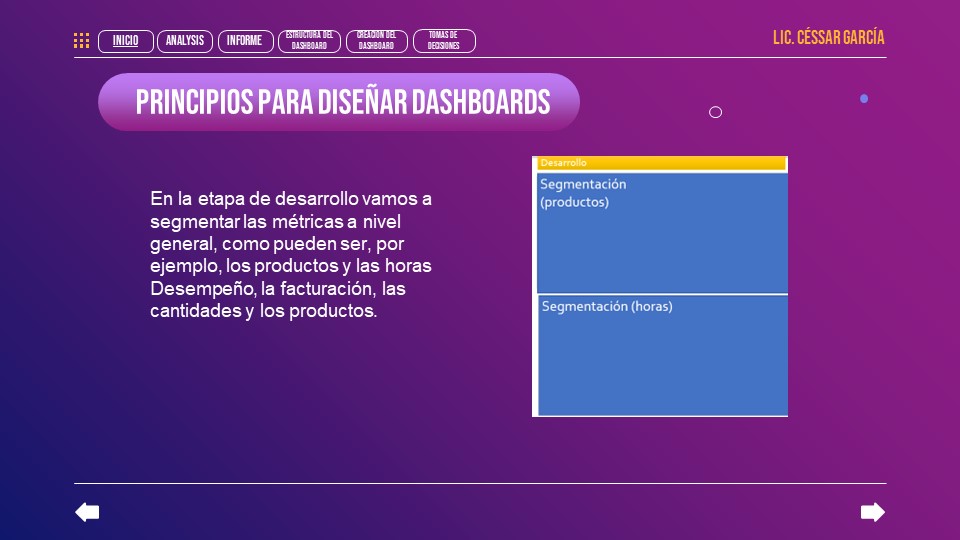 INICIO
ANALYSIS
INFORME
ESTRUCTURA DEL
DASHBOARD
CREACION DEL
DASHBOARD
TOMAS DE
DECISIONES
LIC. CÉSSAR GARCÍA
PRINCIPIOS PARA DISEÑAR DASHBOARDS
En la etapa de desarrollo vamos a
segmentar las métricas a nivel
general, como pueden ser, por
ejemplo, los productos y las horas
Desempeño, la facturación, las
cantidades y los productos.
Desarrollo
Segmentación
(productos)
Segmentación (horas)